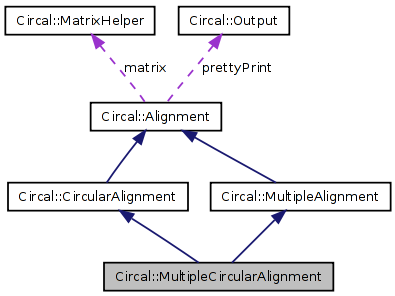 Circal::MatrixHelper
Circal::Output
matrix
prettyPrint
Circal::Alignment
Circal::CircularAlignment
Circal::MultipleAlignment
Circal::MultipleCircularAlignment